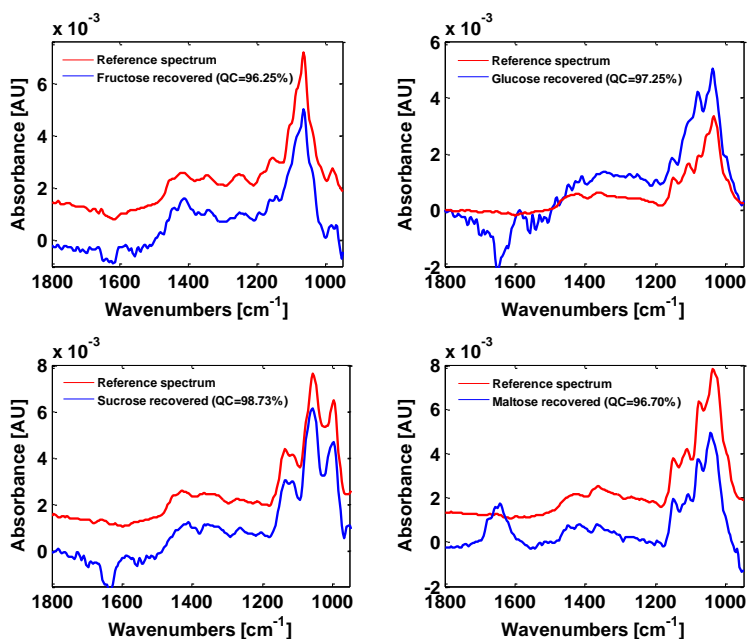 x 10-3
Absorbance [AU]
6
4
2
0
Reference spectrum
Fructose recovered (QC=96.25%)
1800 1600 1400 1200 1000
Wavenumbers [cm-1]
x 10-3
Absorbance [AU]
6
4
2
0
-2
Reference spectrum
Glucose recovered (QC=97.25%)
1800 1600 1400 1200 1000
Wavenumbers [cm-1]
x 10-3
Absorbance [AU]
8
6
4
2
0
Reference spectrum
Sucrose recovered (QC=98.73%)
1800 1600 1400 1200 1000
Wavenumbers [cm-1]
x 10-3
Absorbance [AU]
8
6
4
2
0
-2
Reference spectrum
Maltose recovered (QC=96.70%)
1800 1600 1400 1200 1000
Wavenumbers [cm-1]